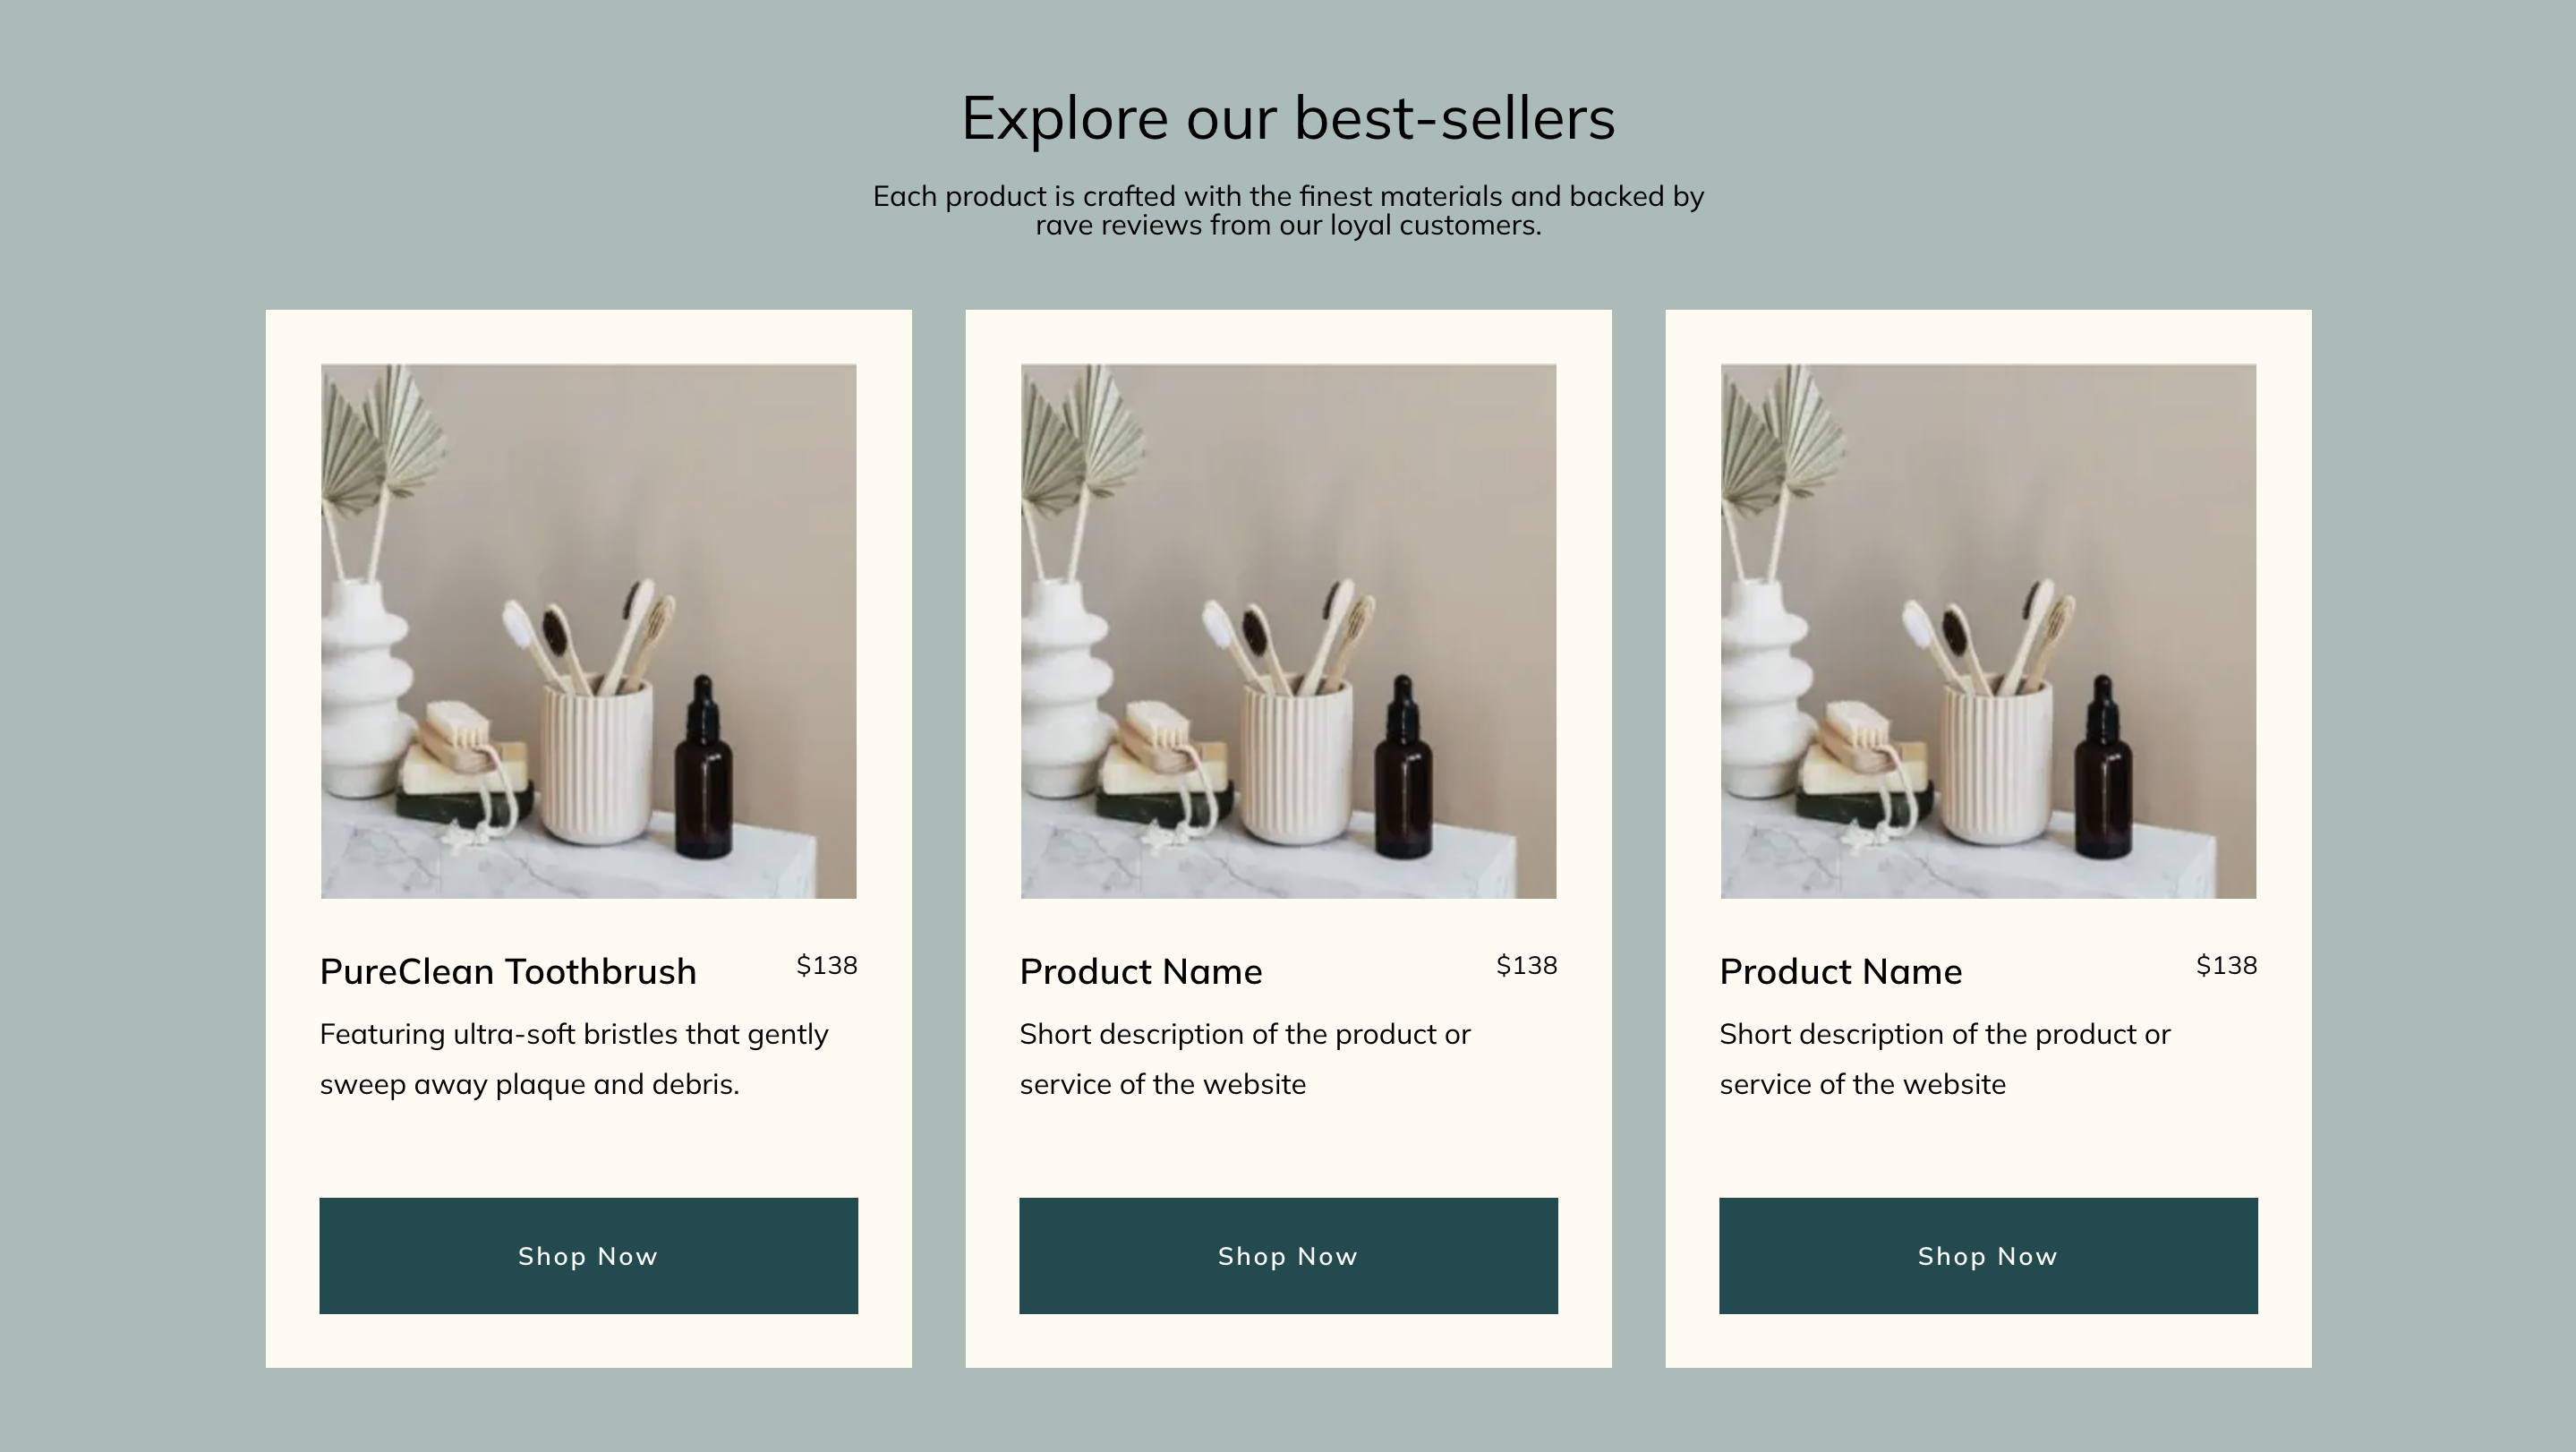 Explore our best-sellers
Each product is crafted with the finest materials and backed by
rave reviews from our loyal customers.
PureClean Toothbrush $138
Featuring ultra-soft bristles that gently
sweep away plaque and debris.
Shop Now
Product Name $138
Short description of the product or
service of the website
Shop Now
Product Name $138
Short description of the product or
service of the website
Shop Now